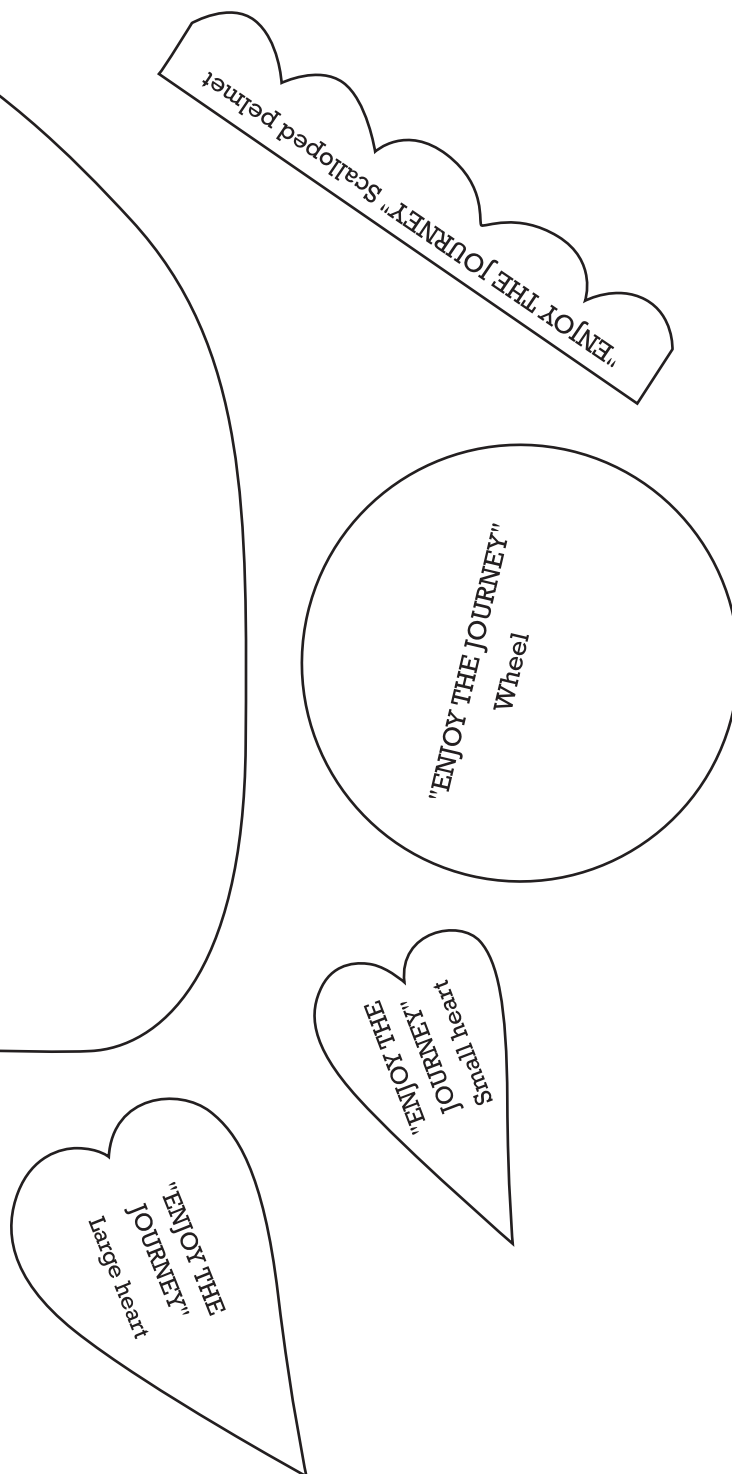 "ENJOY THE JOURNEY" Scalloped pelmet
"ENJOY THE JOURNEY"
Wheel
"ENJOY THE
JOURNEY"
Small heart
"ENJOY THE
JOURNEY"
Large heart